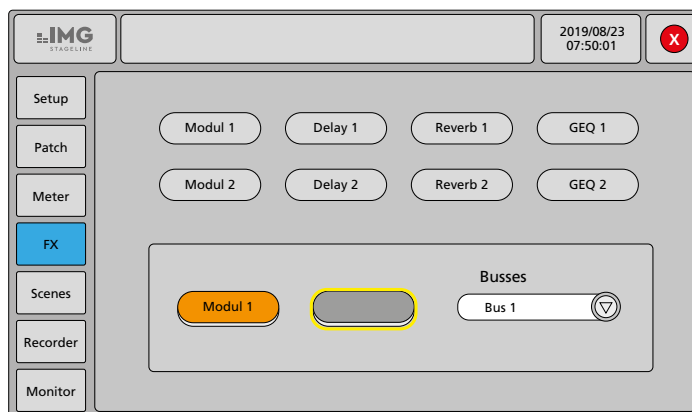 IMG
STAGELINE
2019/08/23
07:50:01
X
Setup
Patch
Meter
FX
Scenes
Recorder
Monitor
Modul 1 Delay 1 Reverb 1 GEQ 1
Modul 2 Delay 2 Reverb 2 GEQ 2
Busses
Modul 1 Bus 1